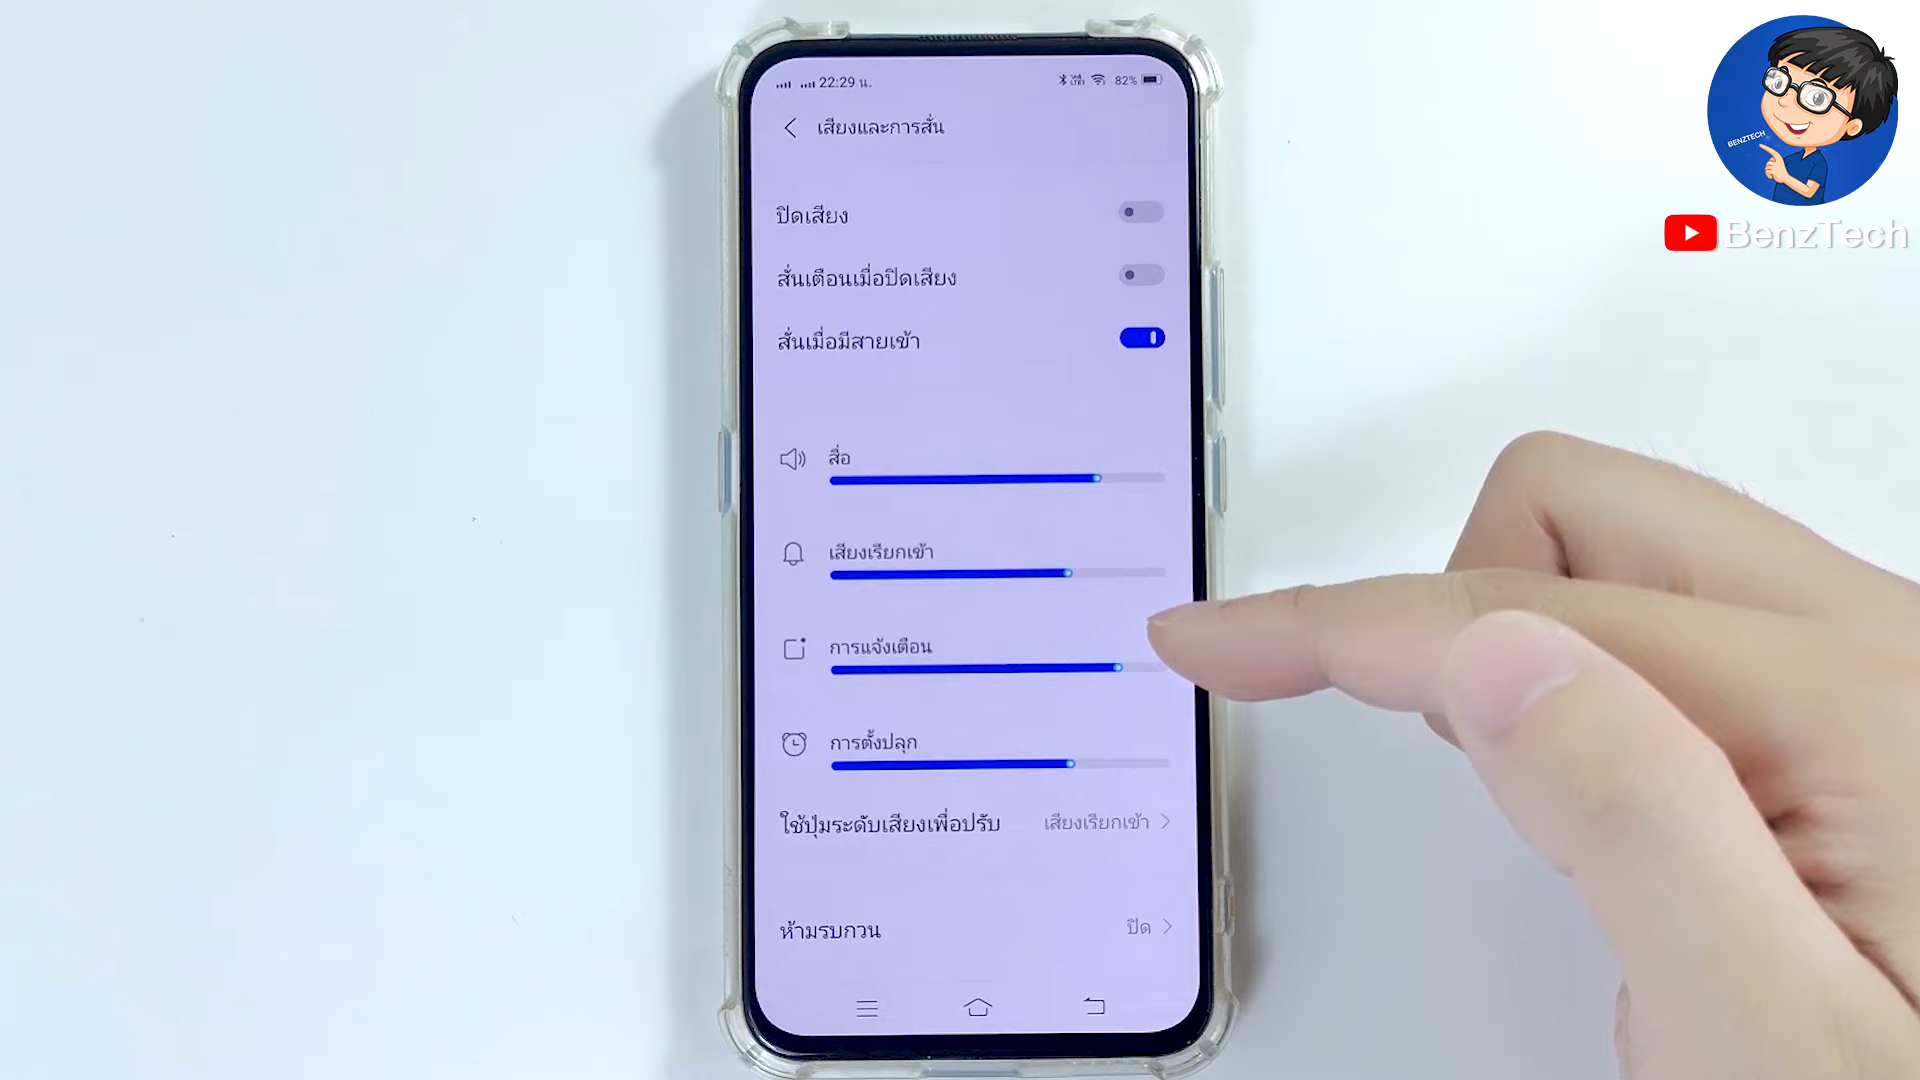 22:29 น.
82%
เสียงและการสั่น
ปิดเสียง
สั่นเตือนเมื่อปิดเสียง
สั่นเมื่อมีสายเข้า
สื่อ
เสียงเรียกเข้า
การแจ้งเตือน
การตั้งปลุก
ใช้ปุ่มระดับเสียงเพื่อปรับ เสียงเรียกเข้า
ห้ามรบกวน ปิด
BENZTECH
BenzTech